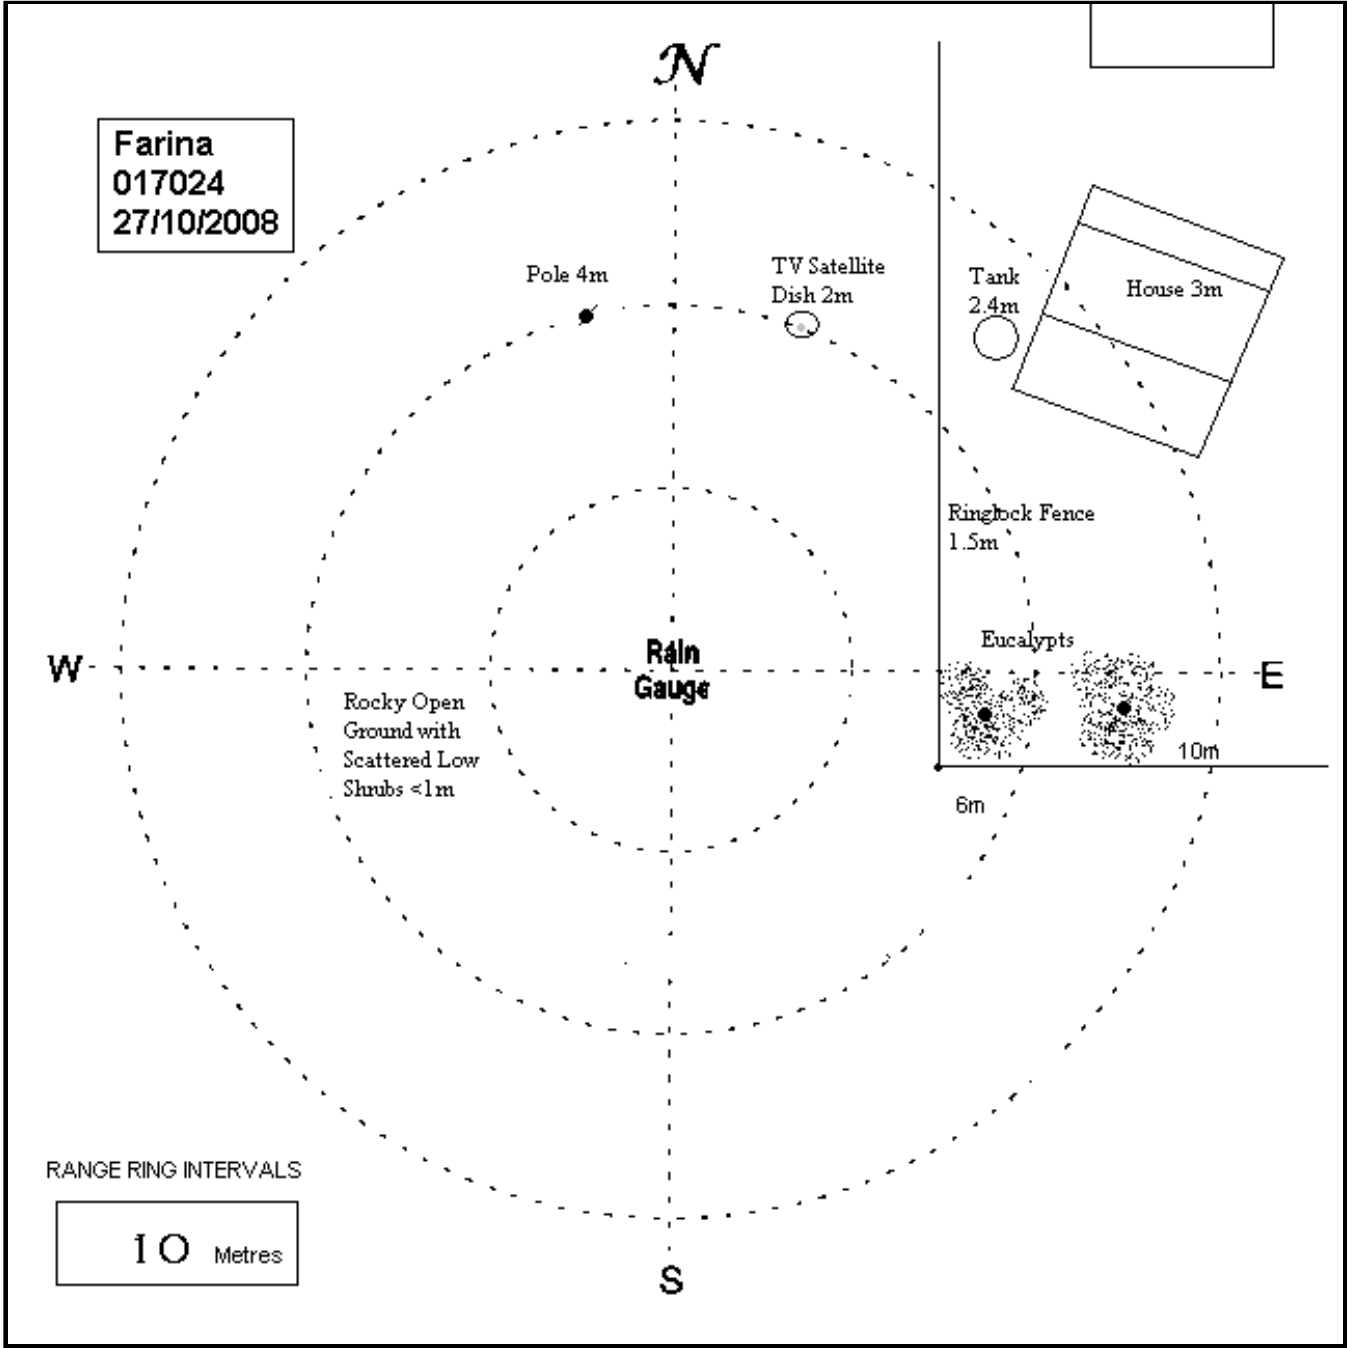 N
Farina
017024
27/10/2008
Pole 4m
TV Satellite
Dish 2m
Tank
2.4m
House 3m
Ringlock Fence
1.5m
Eucalypts
W
Rain
Gauge
E
Rocky Open
Ground with
Scattered Low
Shrubs <1m
10m
6m
RANGE RING INTERVALS
10 Metres
S